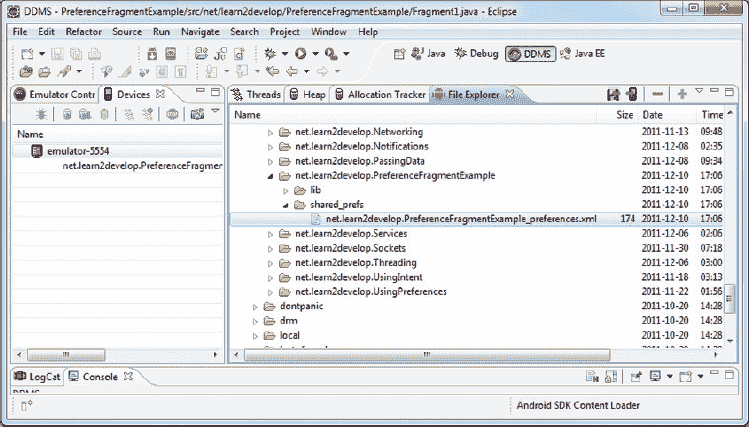 DDMS - PreferenceFragmentExample/src/net/learn2develop/PreferenceFragmentExample/Fragment1.java - Eclipse
File Edit Refactor Source Run Navigate Search Project Window Help
Java Debug DDMS Java EE
Emulator Contr Devices
Threads Heap Allocation Tracker File Explorer
Name
emulator-5554
net.learn2develop.PreferenceFragmer
Name Size Date Time
net.learn2develop.Networking 2011-11-13 09:48
net.learn2develop.Notifications 2011-12-08 02:35
net.learn2develop.PassingData 2011-12-08 09:34
net.learn2develop.PreferenceFragmentExample 2011-12-10 17:06
lib 2011-12-10 17:06
shared_prefs 2011-12-10 17:06
net.learn2develop.PreferenceFragmentExample_preferences.xml 174 2011-12-10 17:06
net.learn2develop.Services 2011-12-06 02:06
net.learn2develop.Sockets 2011-11-30 07:18
net.learn2develop.Threading 2011-12-06 03:00
net.learn2develop.UsingIntent 2011-11-18 03:13
net.learn2develop.UsingPreferences 2011-11-22 01:56
dontpanic 2011-10-20 14:28
drm 2011-10-20 14:28
local 2011-10-20 14:28
LogCat Console
DDMS
Android SDK Content Loader